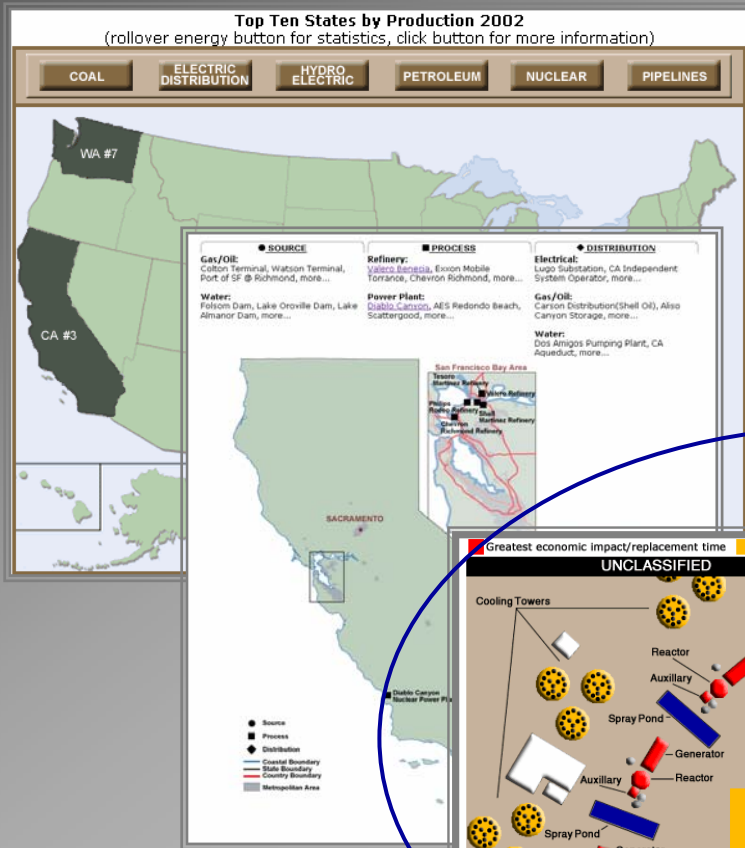 Top Ten States by Production 2002
(rollover energy button for statistics, click button for more information)
COAL
ELECTRIC
DISTRIBUTION
HYDRO
ELECTRIC
PETROLEUM
NUCLEAR
PIPELINES
WA #7
CA #3
SOURCE
Gas/Oil:
Colton Terminal, Watson Terminal,
Port of SF @ Richmond, more...
Water:
Folsom Dam, Lake Oroville Dam, Lake
Almanor Dam, more...
PROCESS
Refinery:
Valero Benecia, Exxon Mobile
Torrance, Chevron Richmond, more...
Power Plant:
Diablo Canyon, AES Redondo Beach,
Scattergood, more...
DISTRIBUTION
Electrical:
Lugo Substation, CA Independent
System Operator, more...
Gas/Oil:
Carson Distribution(Shell Oil), Aliso
Canyon Storage, more...
Water:
Dos Amigos Pumping Plant, CA
Aqueduct, more...
San Francisco Bay Area
Tesoro
Martinez Refinery
Valero Refinery
Philips
Rodeo Refinery
Shell
Martinez Refinery
Chevron
Richmond Refinery
SACRAMENTO
Diablo Canyon
Nuclear Power
Source
Process
Distribution
Coastal Boundary
State Boundary
Country Boundary
Metropolitan Area
Greatest economic impact/replacement time
UNCLASSIFIED
Cooling Towers
Reactor
Auxillary
Spray Pond
Generator
Auxillary
Reactor
Spray Pond